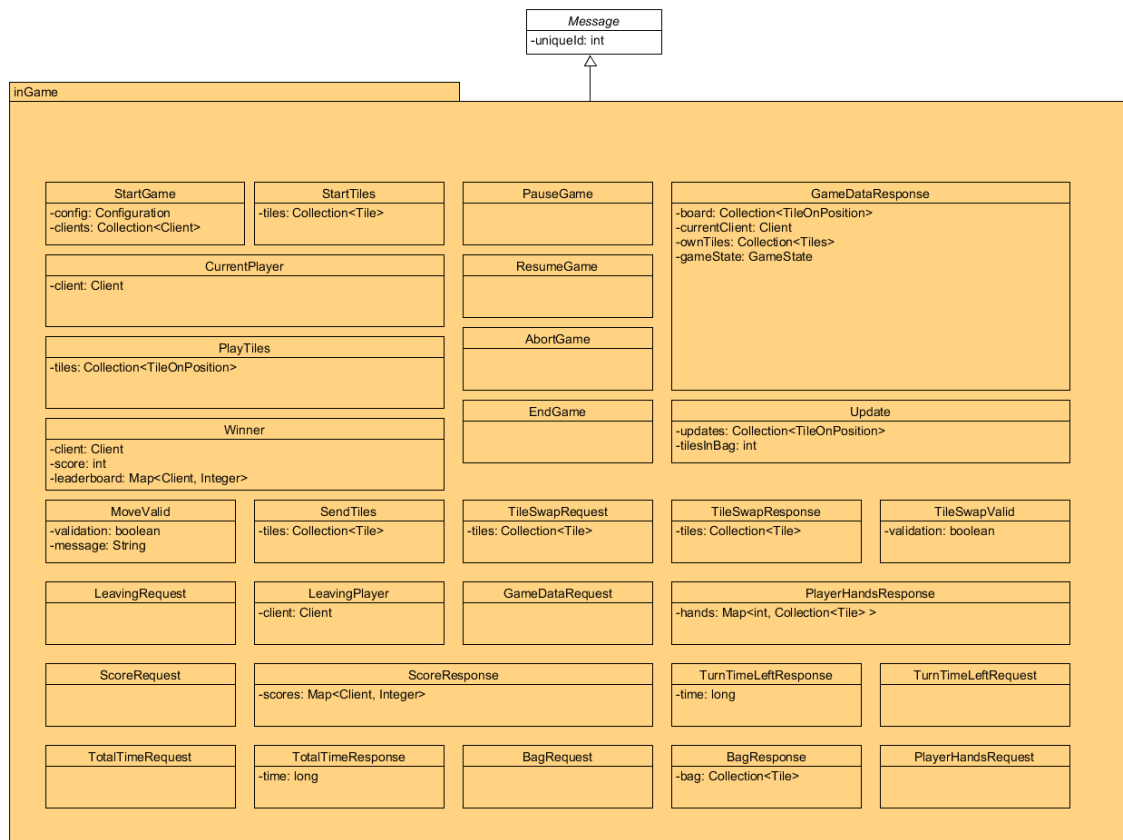 Message
-uniqueId: int
inGame
StartGame
-config: Configuration
-clients: Collection<Client>
StartTiles
-tiles: Collection<Tile>
PauseGame
GameDataResponse
-board: Collection<TileOnPosition>
-currentClient: Client
-ownTiles: Collection<Tiles>
-gameState: GameState
CurrentPlayer
-client: Client
ResumeGame
PlayTiles
-tiles: Collection<TileOnPosition>
AbortGame
Winner
-client: Client
-score: int
-leaderboard: Map<Client, Integer>
EndGame
Update
-updates: Collection<TileOnPosition>
-tilesInBag: int
MoveValid
-validation: boolean
-message: String
SendTiles
-tiles: Collection<Tile>
TileSwapRequest
-tiles: Collection<Tile>
TileSwapResponse
-tiles: Collection<Tile>
TileSwapValid
-validation: boolean
LeavingRequest
LeavingPlayer
-client: Client
GameDataRequest
PlayerHandsResponse
-hands: Map<int, Collection<Tile> >
ScoreRequest
ScoreResponse
-scores: Map<Client, Integer>
TurnTimeLeftResponse
-time: long
TurnTimeLeftRequest
TotalTimeRequest
TotalTimeResponse
-time: long
BagRequest
BagResponse
-bag: Collection<Tile>
PlayerHandsRequest